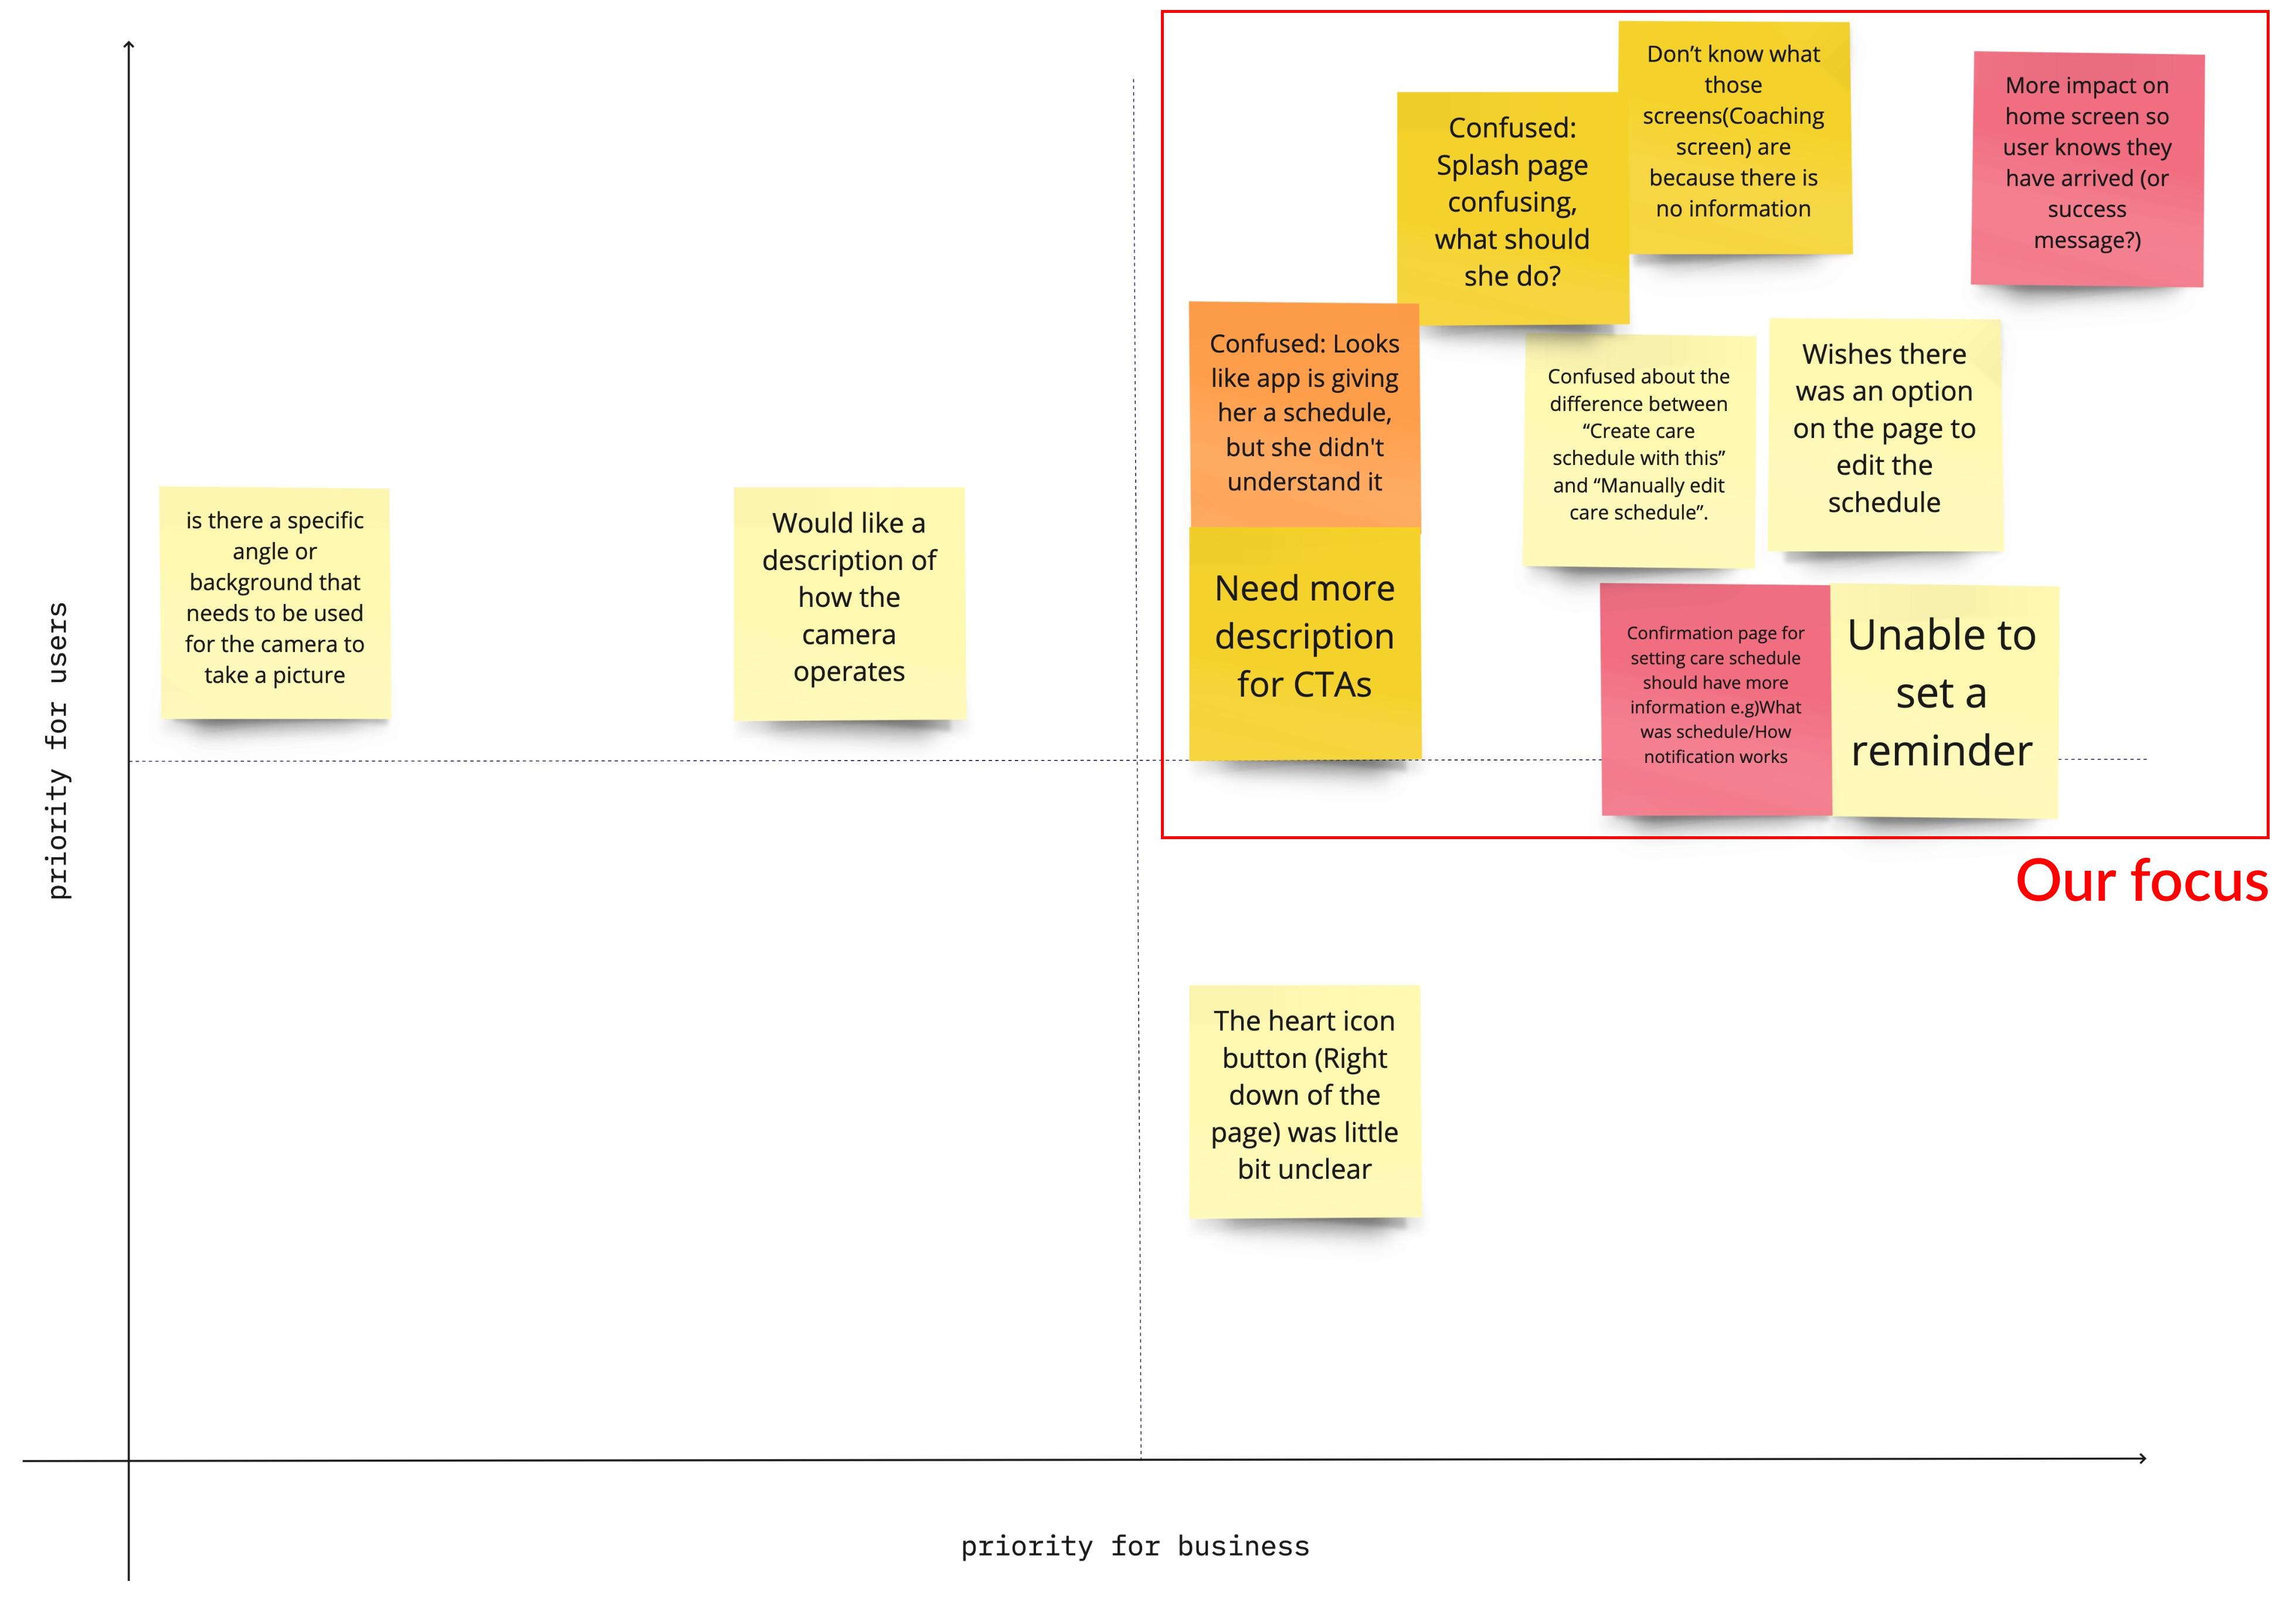 Don't know what
those
screens(Coaching
screen) are
because there is
no information
More impact on
home screen so
user knows they
have arrived (or
success
message?)
Confused:
Splash page
confusing,
what should
she do?
Confused: Looks
like app is giving
her a schedule,
but she didn't
understand it
Confused about the
difference between
“Create care
schedule with this”
and “Manually edit
care schedule”.
Wishes there
was an option
on the page to
edit the
schedule
is there a specific
angle or
background that
needs to be used
for the camera to
take a picture
Would like a
description of
how the
camera
operates
Need more
description
for CTAs
Confirmation page for
setting care schedule
should have more
information e.g)What
was schedule/How
notification works
Unable to
set a
reminder
Our focus
priority for users
The heart icon
button (Right
down of the
page) was little
bit unclear
priority for business